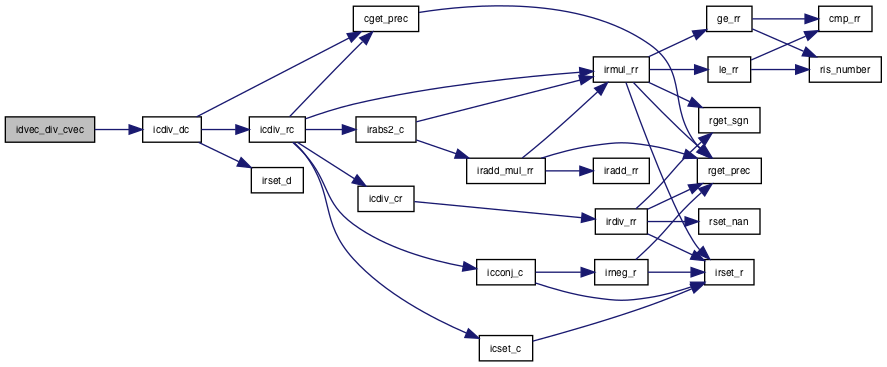 cget_prec
ge_rr
cmp_rr
irmul_rr
le_rr
ris_number
idvec_div_cvec
icdiv_dc
icdiv_rc
irabs2_c
rget_sgn
irset_d
iradd_mul_rr
iradd_rr
rget_prec
icdiv_cr
irdiv_rr
rset_nan
icconj_c
irneg_r
irset_r
icset_c